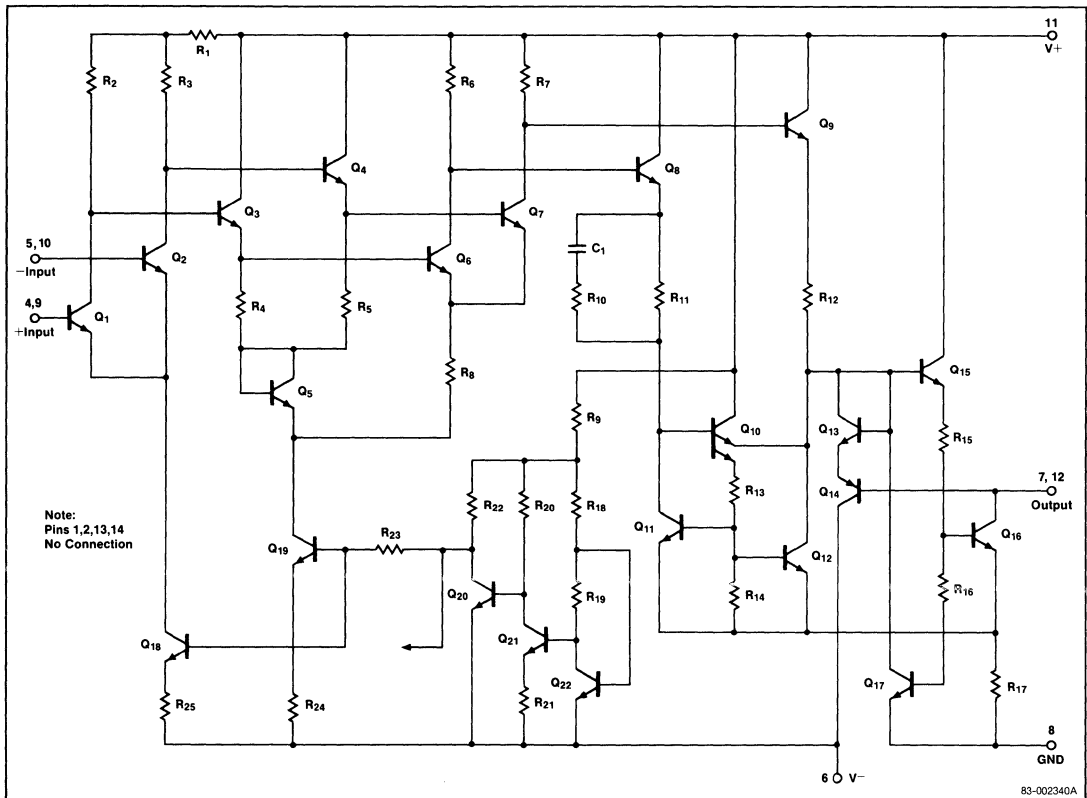 11
V+
R1
R2
R3
R6
R7
Q9
Q4
Q8
Q3
Q7
5, 10
−Input
Q2
Q6
C1
4,9
+Input
Q1
R4
R5
R10
R11
R12
R8
Q15
Q5
R9
Q10
Q13
R15
R13
Q14
7, 12
Output
Note:
Pins 1,2,13,14
No Connection
R22
R20
R18
R23
Q11
Q16
Q19
Q12
Q20
R19
R14
R16
Q21
Q18
Q22
Q17
R17
R25
R24
R21
8
GND
6
V−
83-002340A